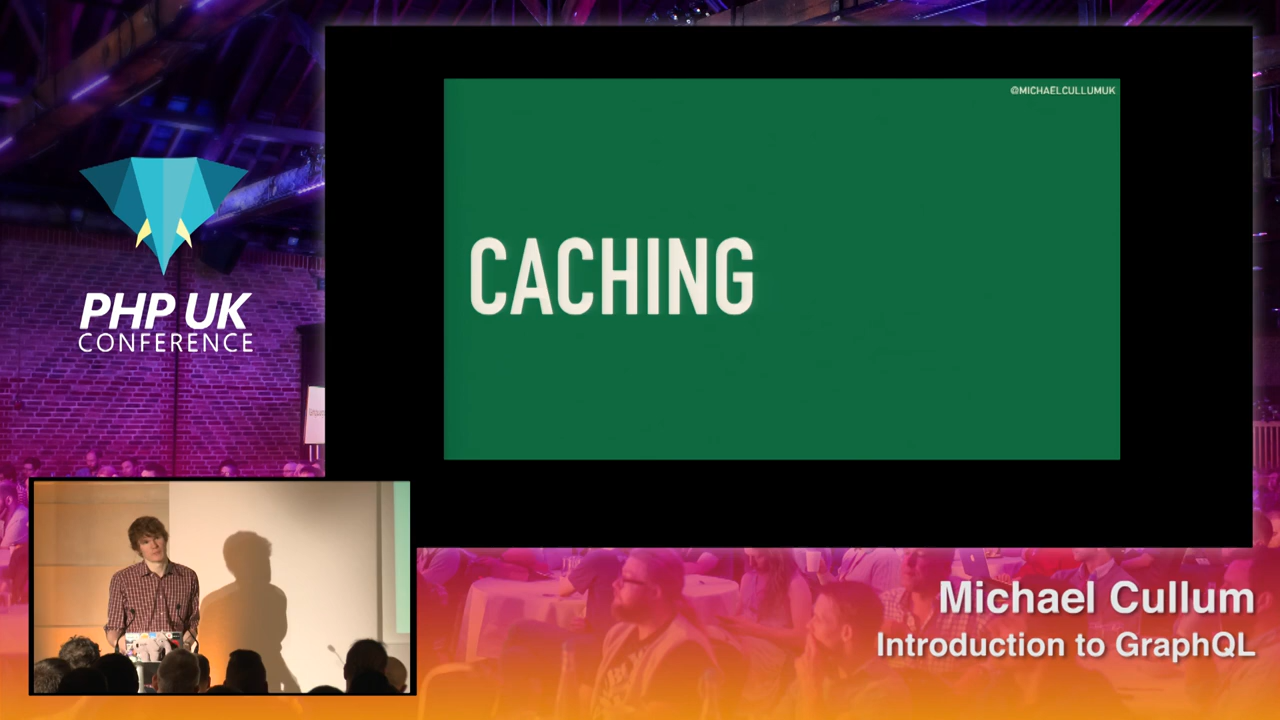 @MICHAELCULLUMUK
CACHING
PHP UK
CONFERENCE
Michael Cullum
Introduction to GraphQL